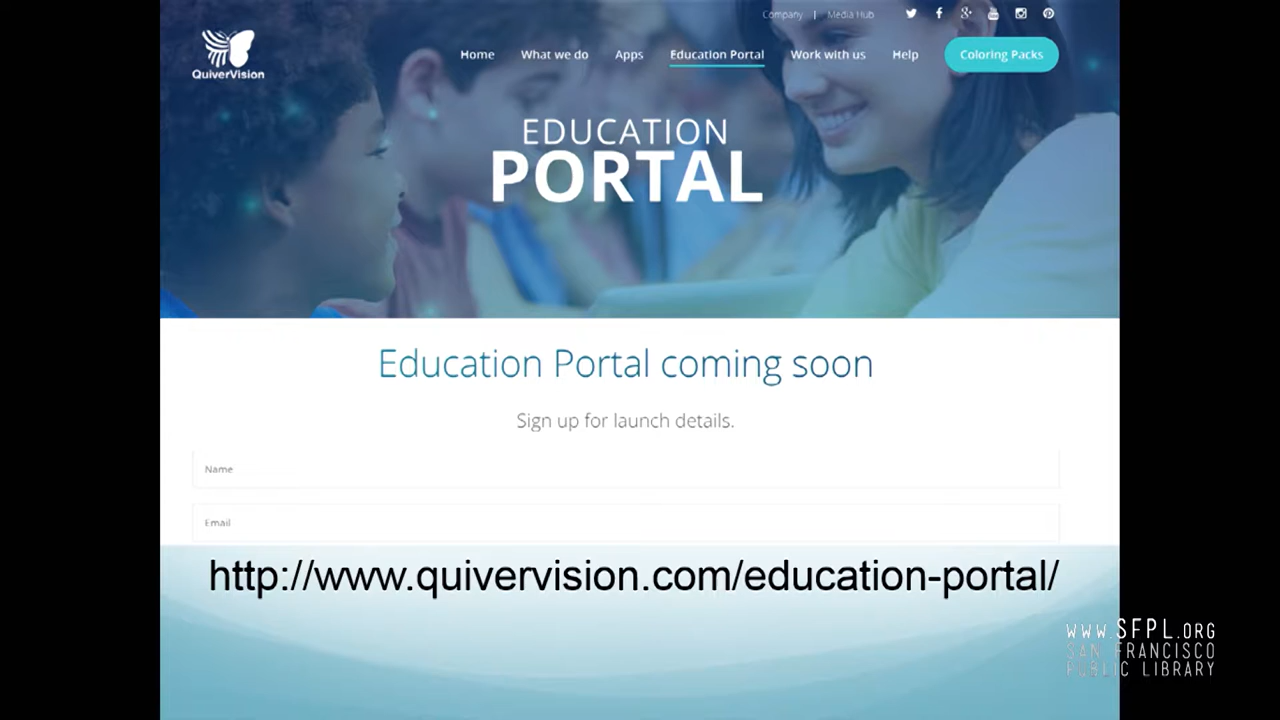 Company | Media Hub
QuiverVision
Home What we do Apps Education Portal Work with us Help Coloring Packs
EDUCATION
PORTAL
Education Portal coming soon
Sign up for launch details.
Name
Email
http://www.quivervision.com/education-portal/
www.SFPL.ORG
SAN FRANCISCO
PUBLIC LIBRARY